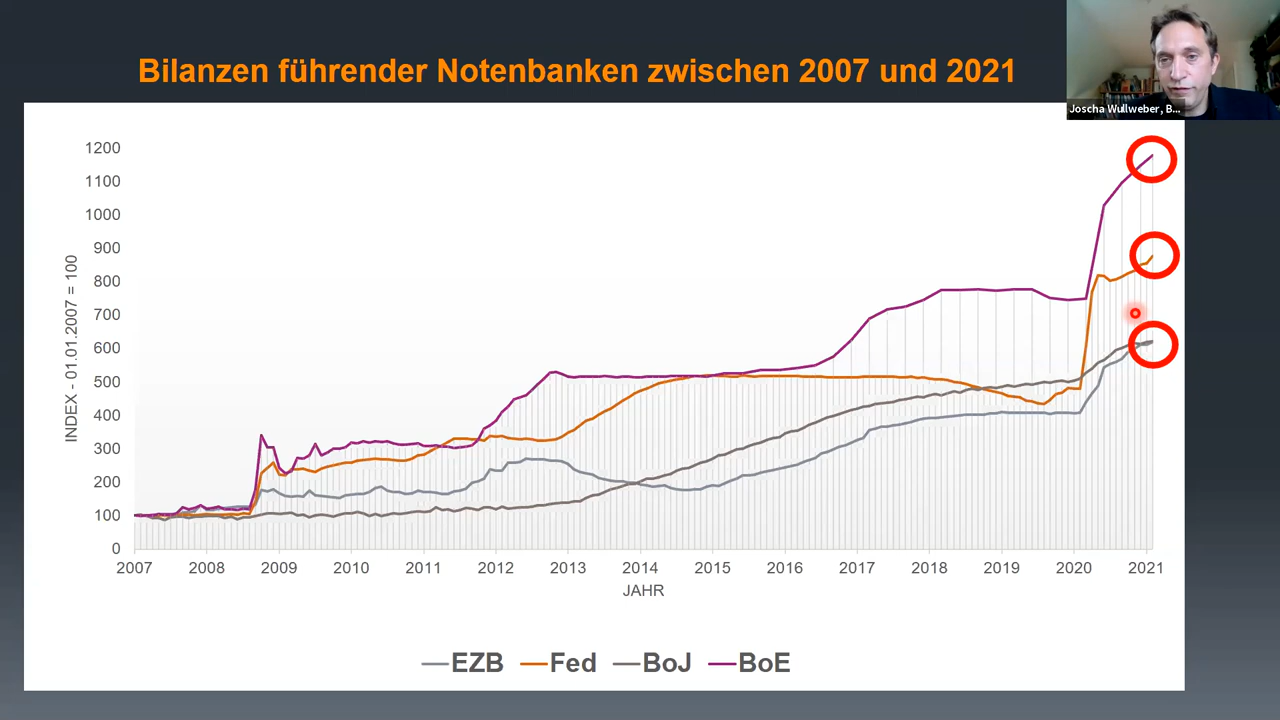 Bilanzen führender Notenbanken zwischen 2007 und 2021
Joscha Wullweber, B...
INDEX - 01.01.2007 = 100
1200
1100
1000
900
800
700
600
500
400
300
200
100
0
2007 2008 2009 2010 2011 2012 2013 2014 2015 2016 2017 2018 2019 2020 2021
JAHR
EZB Fed BoJ BoE